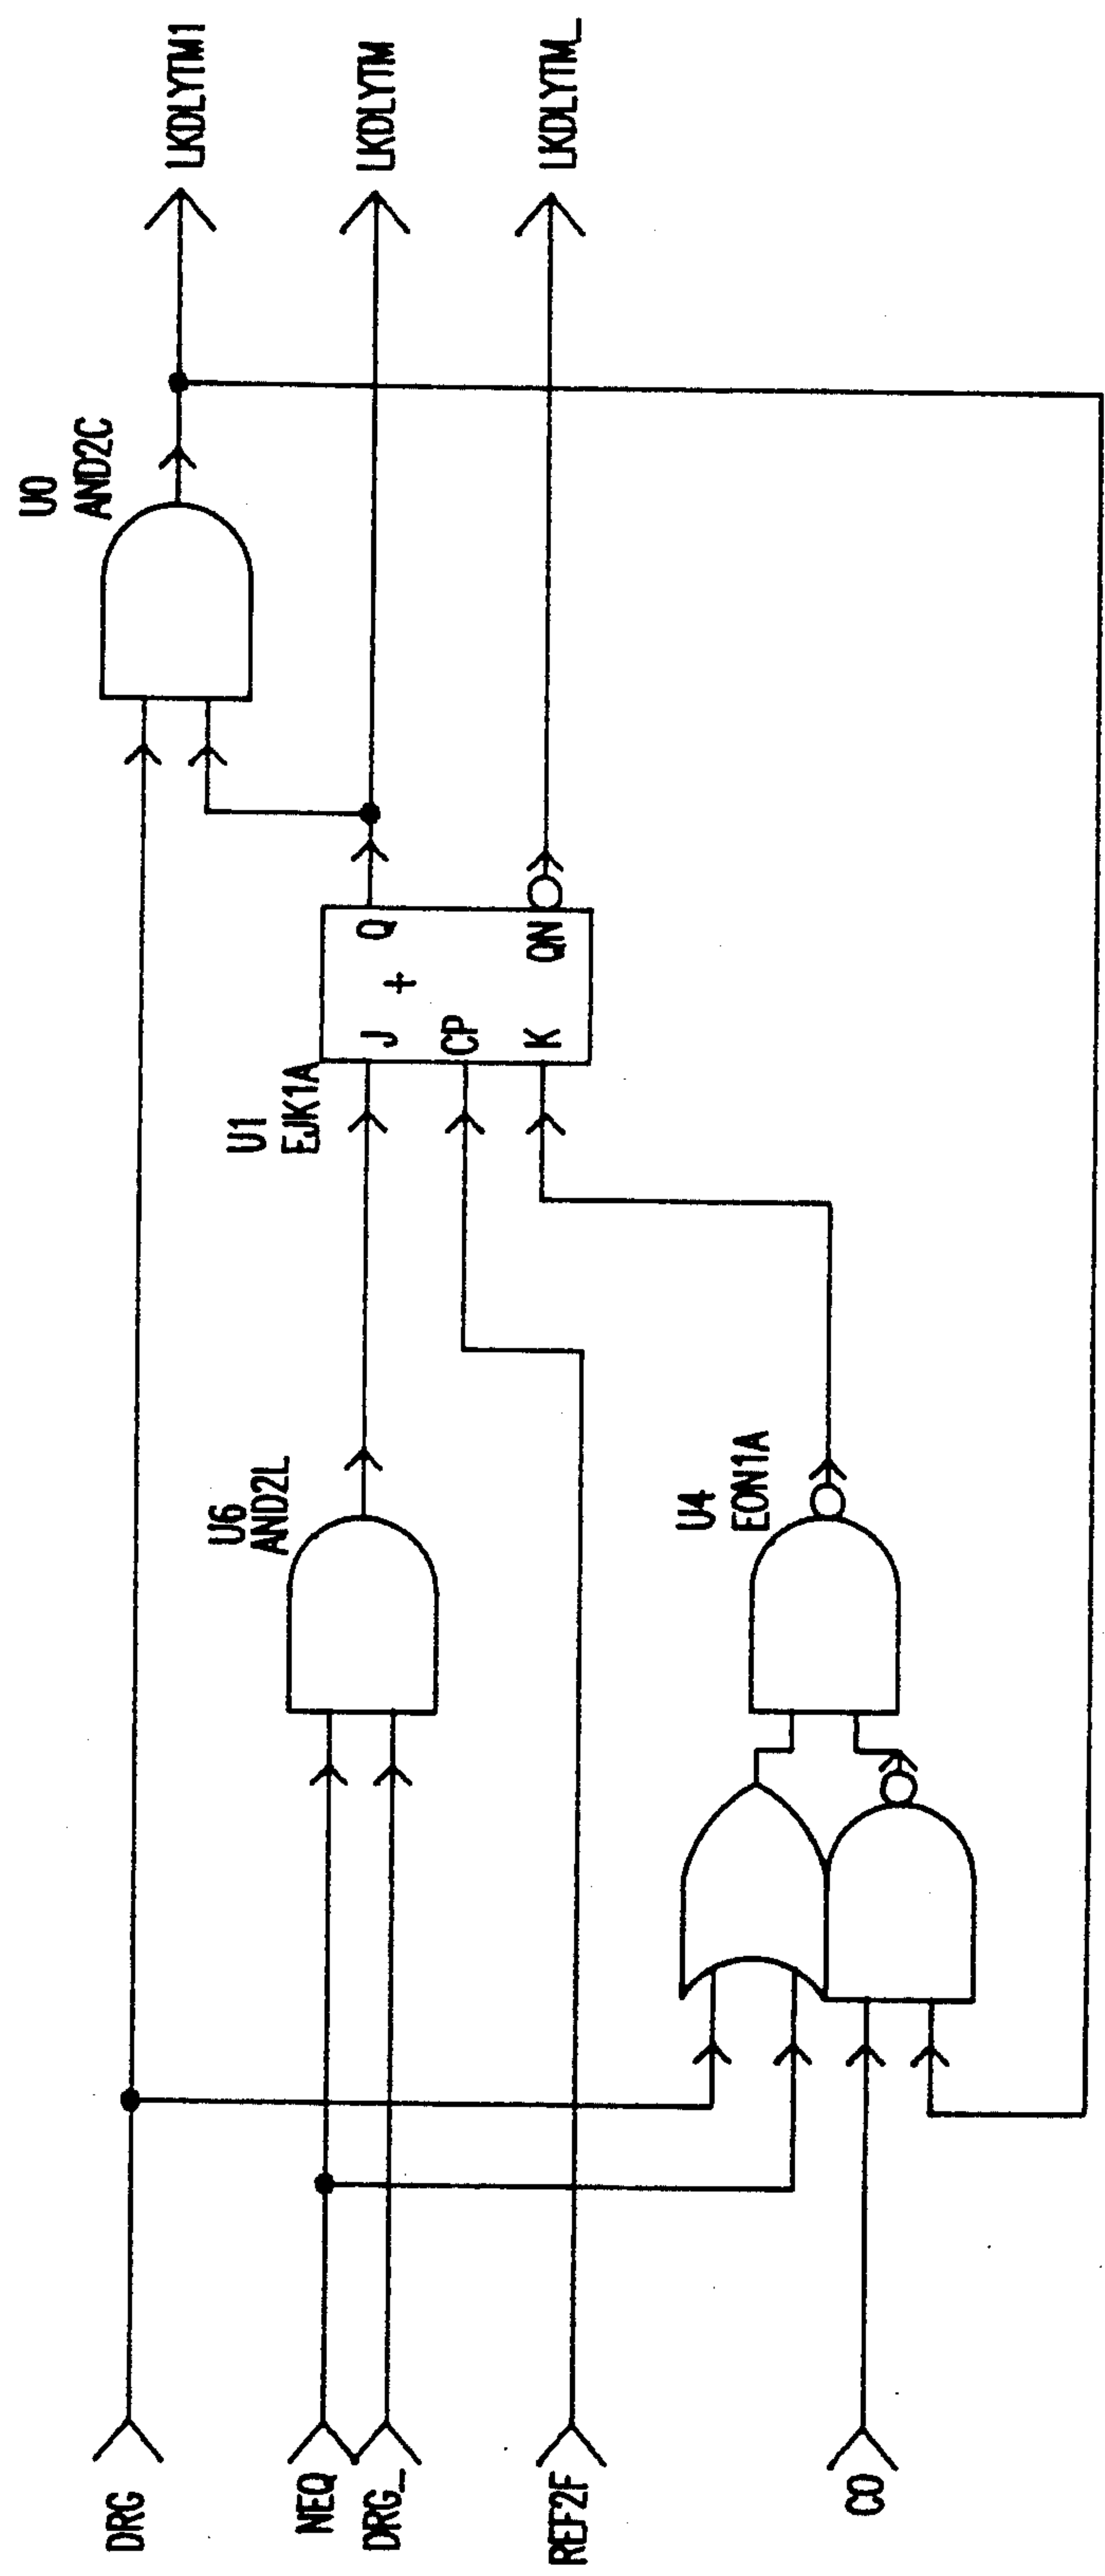 DRG
NEQ
DRG_
REF2F
CO
U6
AND2L
U4
EON1A
U1
EJK1A
J
CP
K
+
Q
QN
U0
AND2C
LKDLYTM1
LKDLYTM
LKDLYTM_